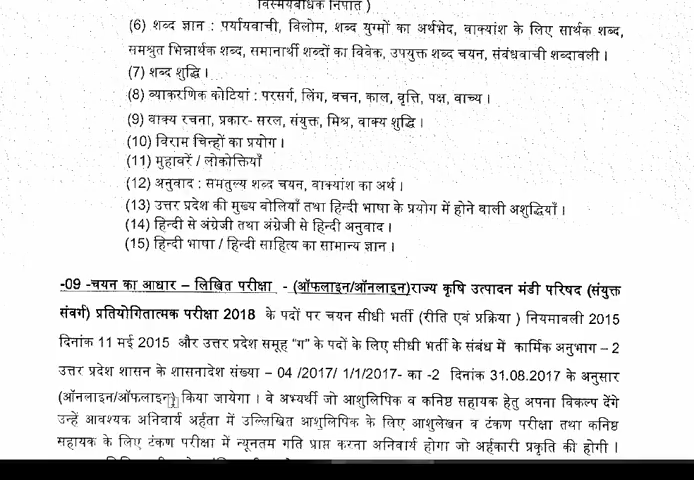 विस्मयबोधक निपात )
(6) शब्द ज्ञान : पर्यायवाची, विलोम, शब्द युग्मों का अर्थभेद, वाक्यांश के लिए सार्थक शब्द,
समश्रुत भिन्नार्थक शब्द, समानार्थी शब्दों का विवेक, उपयुक्त शब्द चयन, संबंधवाची शब्दावली ।
(7) शब्द शुद्धि ।
(8) व्याकरणिक कोटियां : परसर्ग, लिंग, वचन, काल, वृत्ति, पक्ष, वाच्य ।
(9) वाक्य रचना, प्रकार- सरल, संयुक्त, मिश्र, वाक्य शुद्धि ।
(10) विराम चिन्हों का प्रयोग ।
(11) मुहावरें / लोकोक्तियाँ
(12) अनुवाद : समतुल्य शब्द चयन, वाक्यांश का अर्थ ।
(13) उत्तर प्रदेश की मुख्य बोलियाँ तथा हिन्दी भाषा के प्रयोग में होने वाली अशुद्धियाँ ।
(14) हिन्दी से अंग्रेजी तथा अंग्रेजी से हिन्दी अनुवाद ।
(15) हिन्दी भाषा / हिन्दी साहित्य का सामान्य ज्ञान ।
-09 -चयन का आधार – लिखित परीक्षा - (ऑफलाइन/ऑनलाइन)राज्य कृषि उत्पादन मंडी परिषद (संयुक्त
संवर्ग) प्रतियोगितात्मक परीक्षा 2018 के पदों पर चयन सीधी भर्ती (रीति एवं प्रक्रिया ) नियमावली 2015
दिनांक 11 मई 2015 और उत्तर प्रदेश समूह "ग" के पदों के लिए सीधी भर्ती के संबंध में कार्मिक अनुभाग – 2
उत्तर प्रदेश शासन के शासनादेश संख्या – 04 /2017/ 1/1/2017- का -2 दिनांक 31.08.2017 के अनुसार
(ऑनलाइन/ऑफलाइन) किया जायेगा । वे अभ्यर्थी जो आशुलिपिक व कनिष्ठ सहायक हेतु अपना विकल्प देंगे
उन्हें आवश्यक अनिवार्य अर्हता में उल्लिखित आशुलिपिक के लिए आशुलेखन व टंकण परीक्षा तथा कनिष्ठ
सहायक के लिए टंकण परीक्षा में न्यूनतम गति प्राप्त करना अनिवार्य होगा जो अर्हकारी प्रकृति की होगी ।